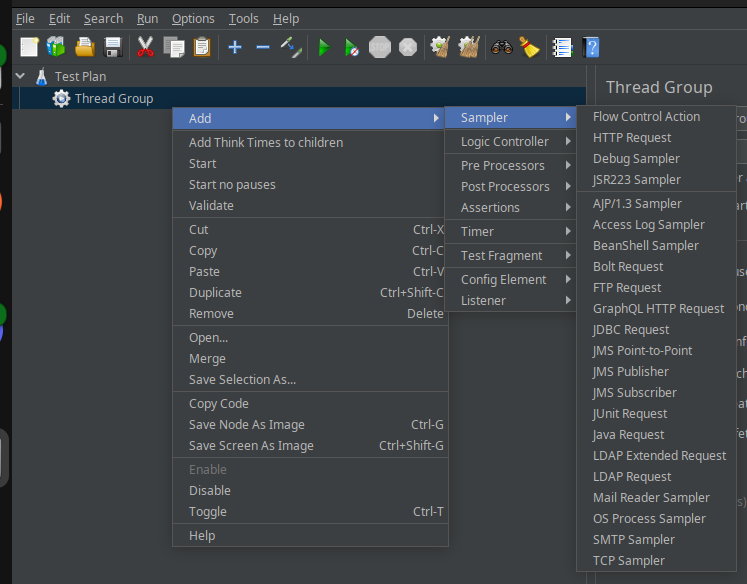 File Edit Search Run Options Tools Help
STOP
Test Plan
Thread Group
Thread Group
Add
Add Think Times to children
Start
Start no pauses
Validate
Cut Ctrl-X
Copy Ctrl-C
Paste Ctrl-V
Duplicate Ctrl+Shift-C
Remove Delete
Open...
Merge
Save Selection As...
Copy Code
Save Node As Image Ctrl-G
Save Screen As Image Ctrl+Shift-G
Enable
Disable
Toggle Ctrl-T
Help
Sampler
Logic Controller
Pre Processors
Post Processors
Assertions
Timer
Test Fragment
Config Element
Listener
Flow Control Action
HTTP Request
Debug Sampler
JSR223 Sampler
AJP/1.3 Sampler
Access Log Sampler
BeanShell Sampler
Bolt Request
FTP Request
GraphQL HTTP Request
JDBC Request
JMS Point-to-Point
JMS Publisher
JMS Subscriber
JUnit Request
Java Request
LDAP Extended Request
LDAP Request
Mail Reader Sampler
OS Process Sampler
SMTP Sampler
TCP Sampler